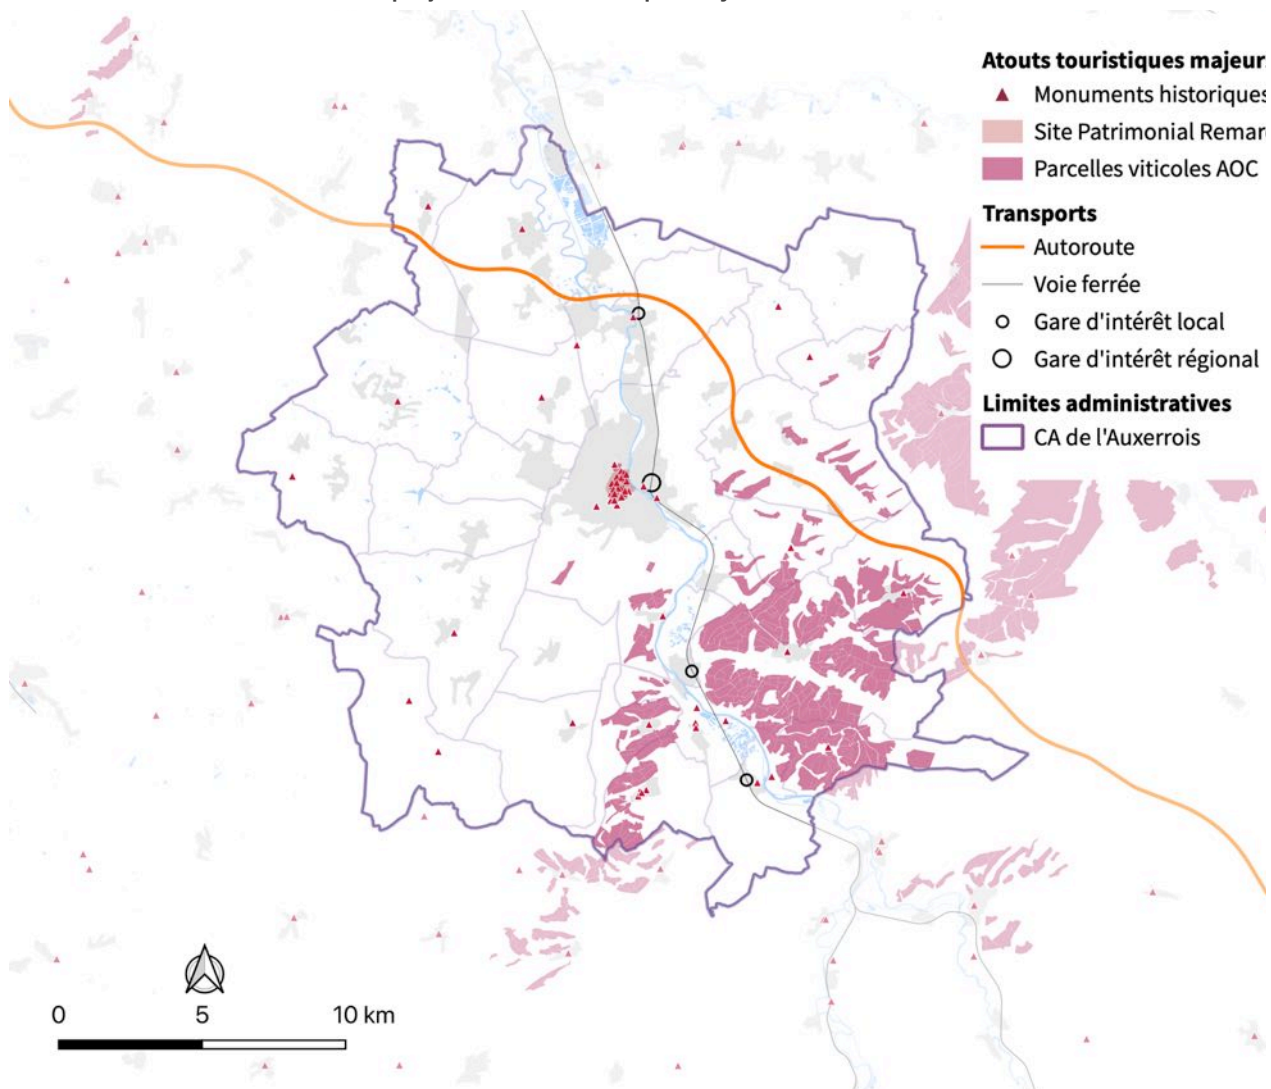 Atouts touristiques majeur
Monuments historiques
Site Patrimonial Remar
Parcelles viticoles AOC
Transports
Autoroute
Voie ferrée
Gare d'intérêt local
Gare d'intérêt régional
Limites administratives
CA de l'Auxerrois
0 5 10 km